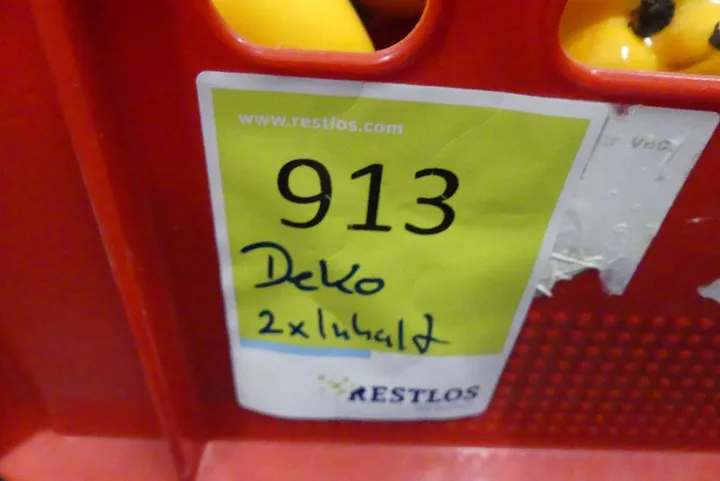 www.restlos.com
913
Deko
2x Inhalt
RESTLOS